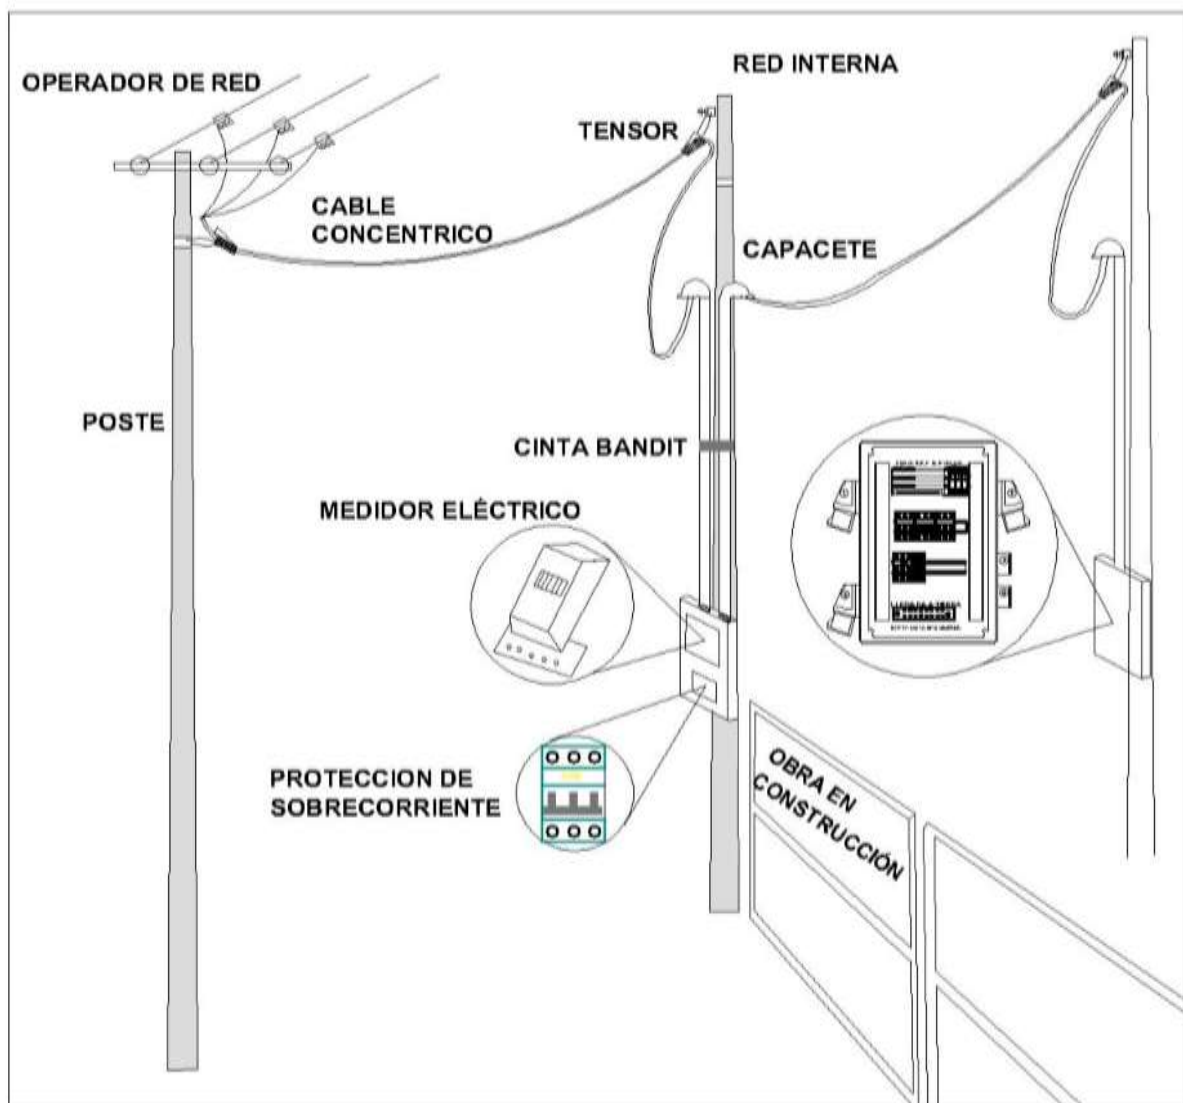 OPERADOR DE RED
RED INTERNA
TENSOR
CABLE
CONCENTRICO
CAPACETE
POSTE
CINTA BANDIT
MEDIDOR ELÉCTRICO
PROTECCION DE
SOBRECORRIENTE
OBRA EN
CONSTRUCCIÓN